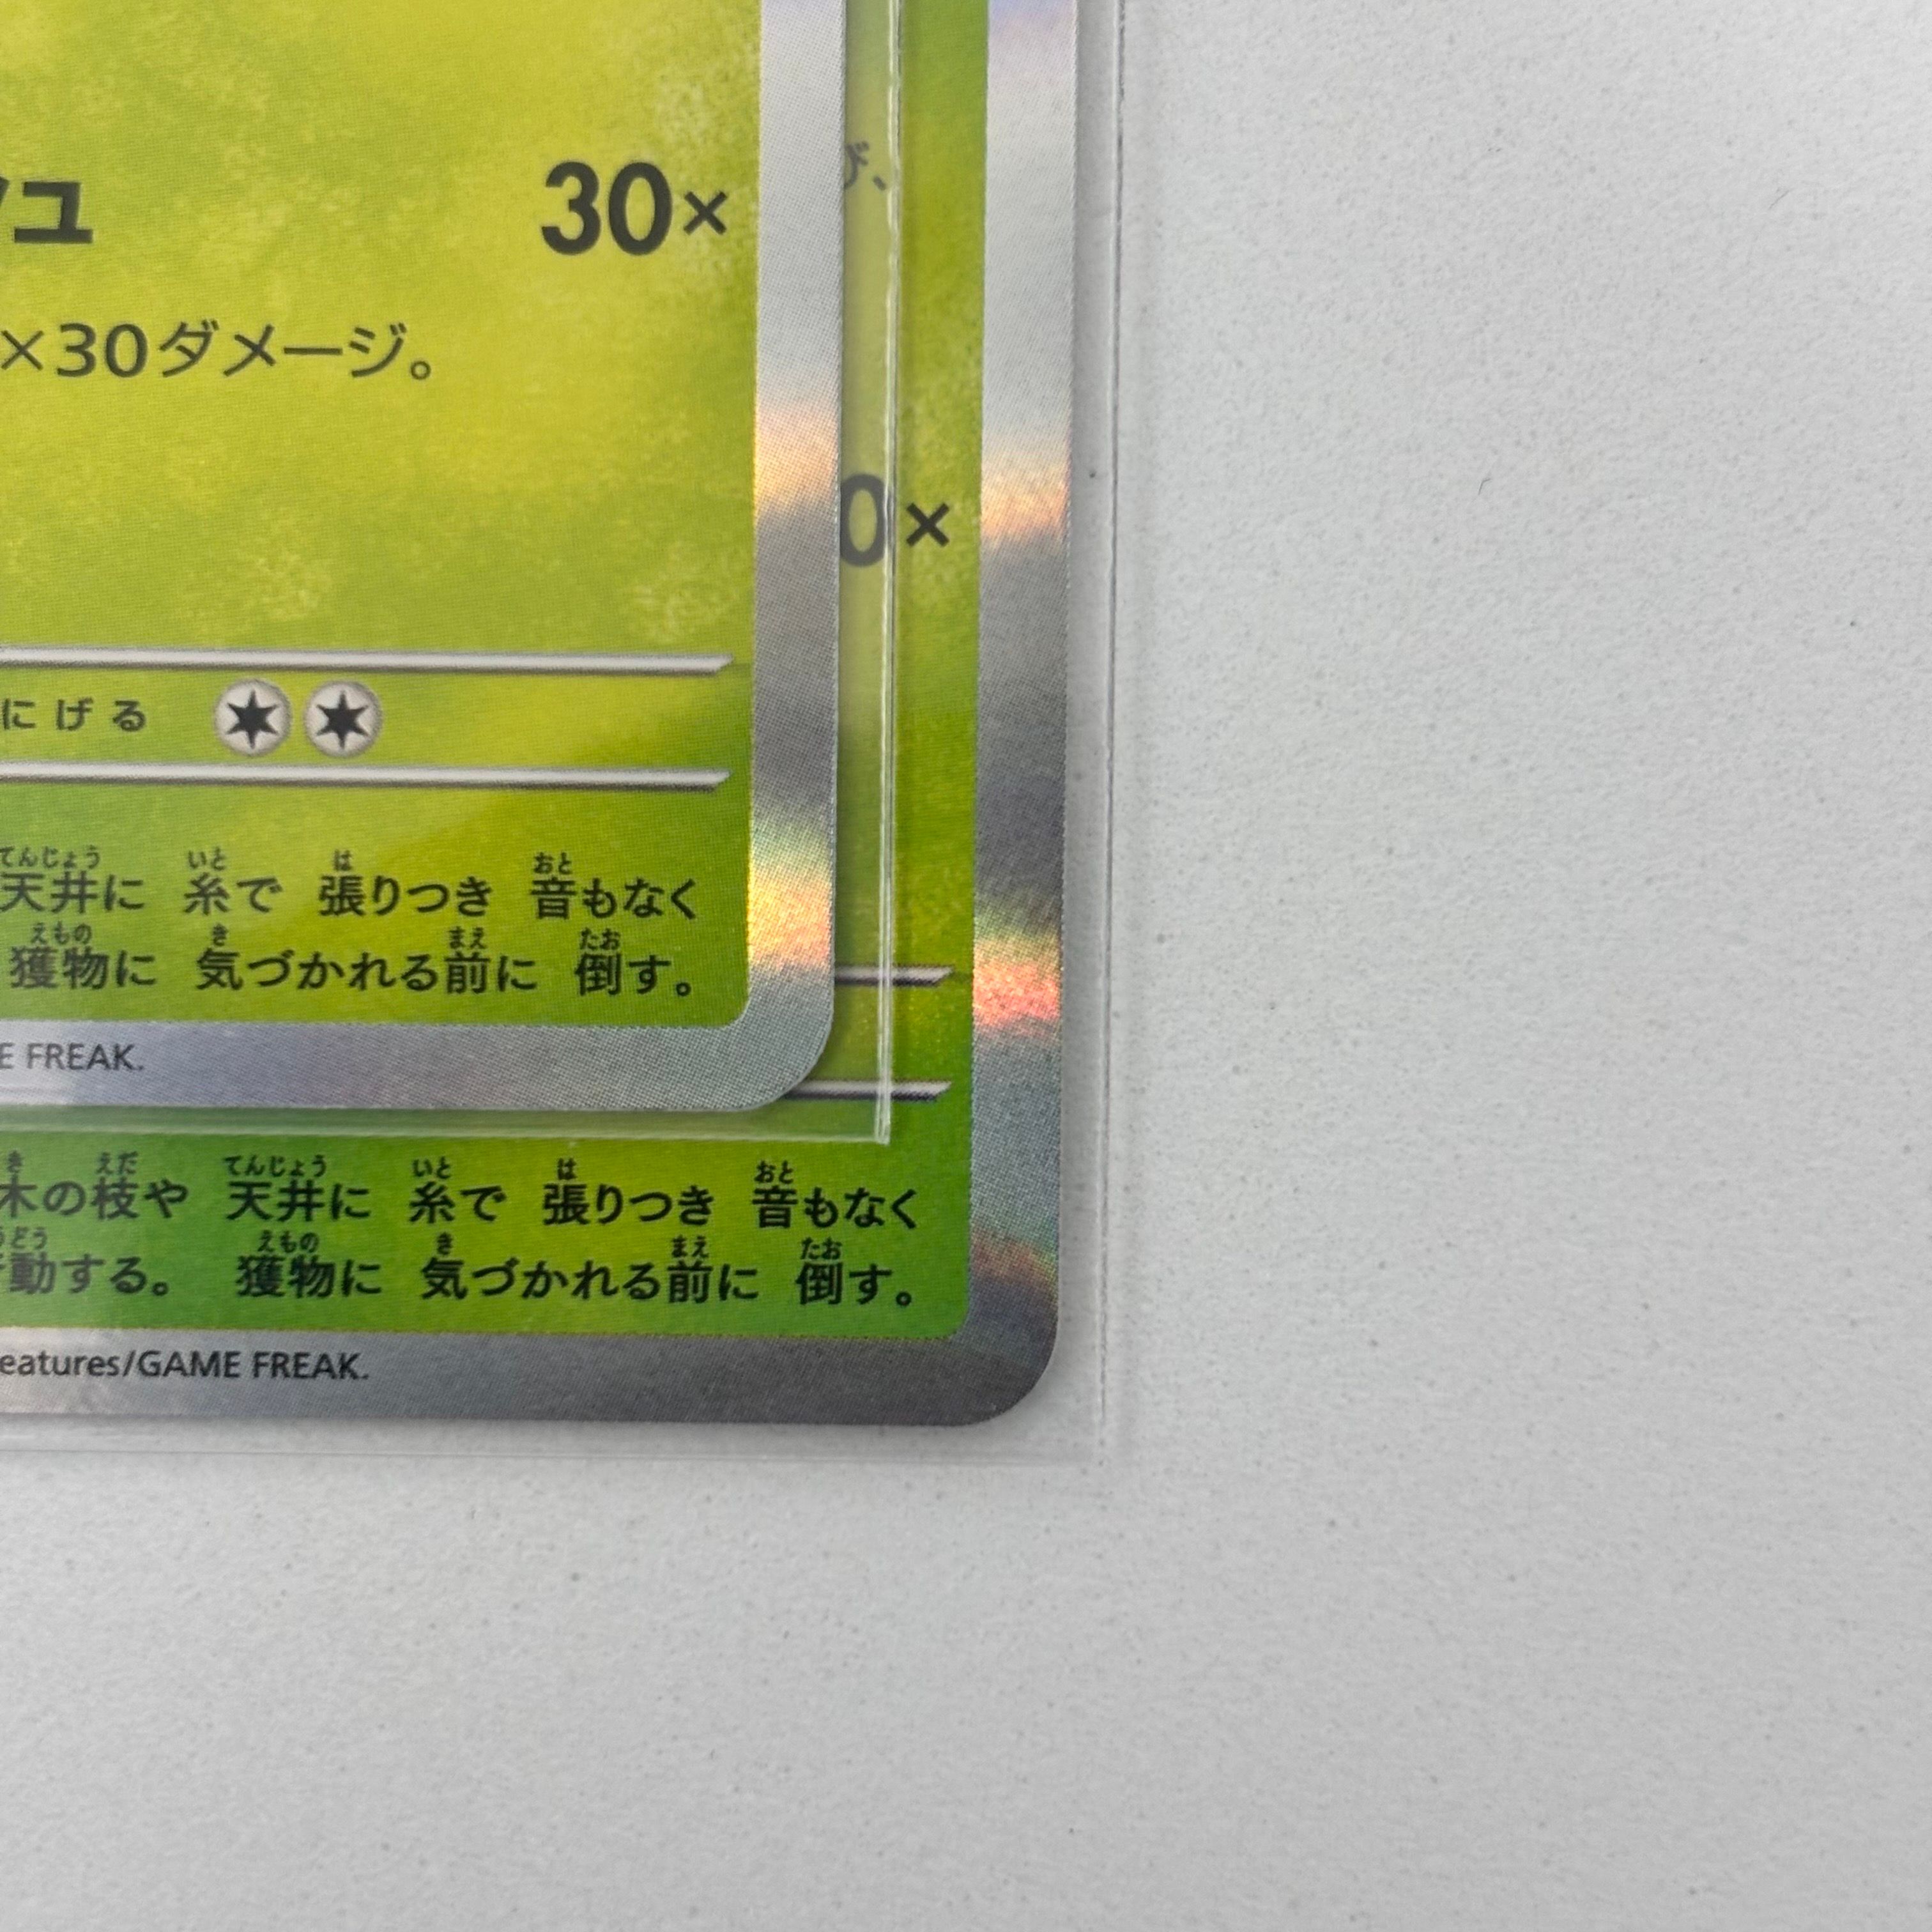 ュ 30×
×30ダメージ。
にげる
てんじょう いと は おと
天井に 糸で 張りつき 音もなく
えもの き まえ たお
獲物に 気づかれる前に 倒す。
FREAK.
び、
0×
き えだ てんじょう いと は おと
木の枝や 天井に 糸で 張りつき 音もなく
どう えもの き まえ たお
動する。 獲物に 気づかれる前に 倒す。
eatures/GAME FREAK.